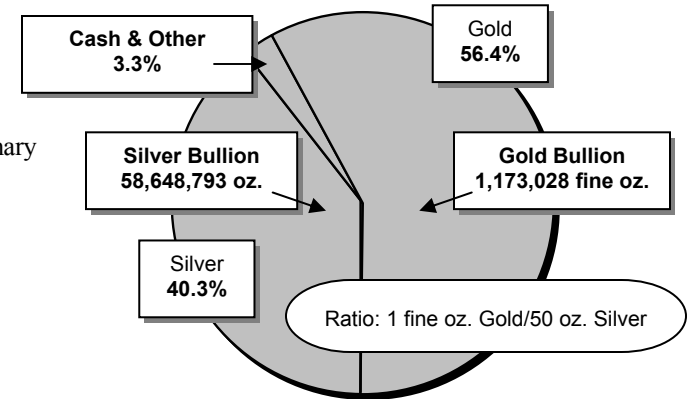 Cash & Other
3.3%
Gold
56.4%
Silver Bullion
58,648,793 oz.
Gold Bullion
1,173,028 fine oz.
Silver
40.3%
Ratio: 1 fine oz. Gold/50 oz. Silver